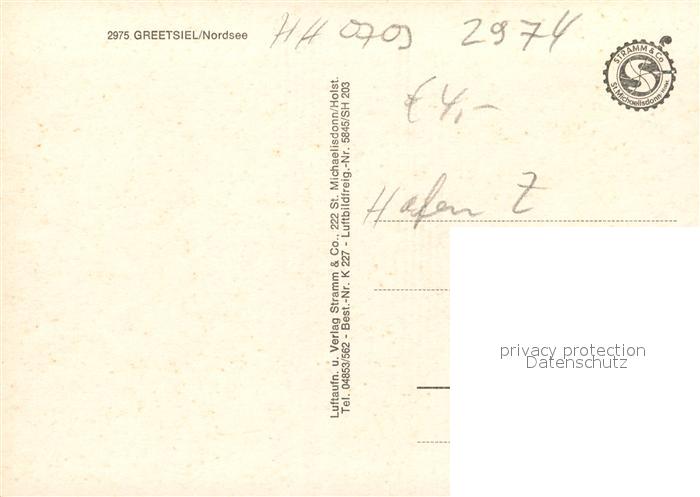 2975 GREETSIEL/Nordsee
HH 0709 2974
STRAMM & Co
St. Michaelisdonn
€ 4,-
Hafen Z
Luftaufn. u. Verlag Stramm & Co., 222 St. Michaelisdonn/Holst.
Tel. 04853/562 - Best.-Nr. K 227 - Luftbildfreig.-Nr. 5845/SH 203
privacy protection
Datenschutz